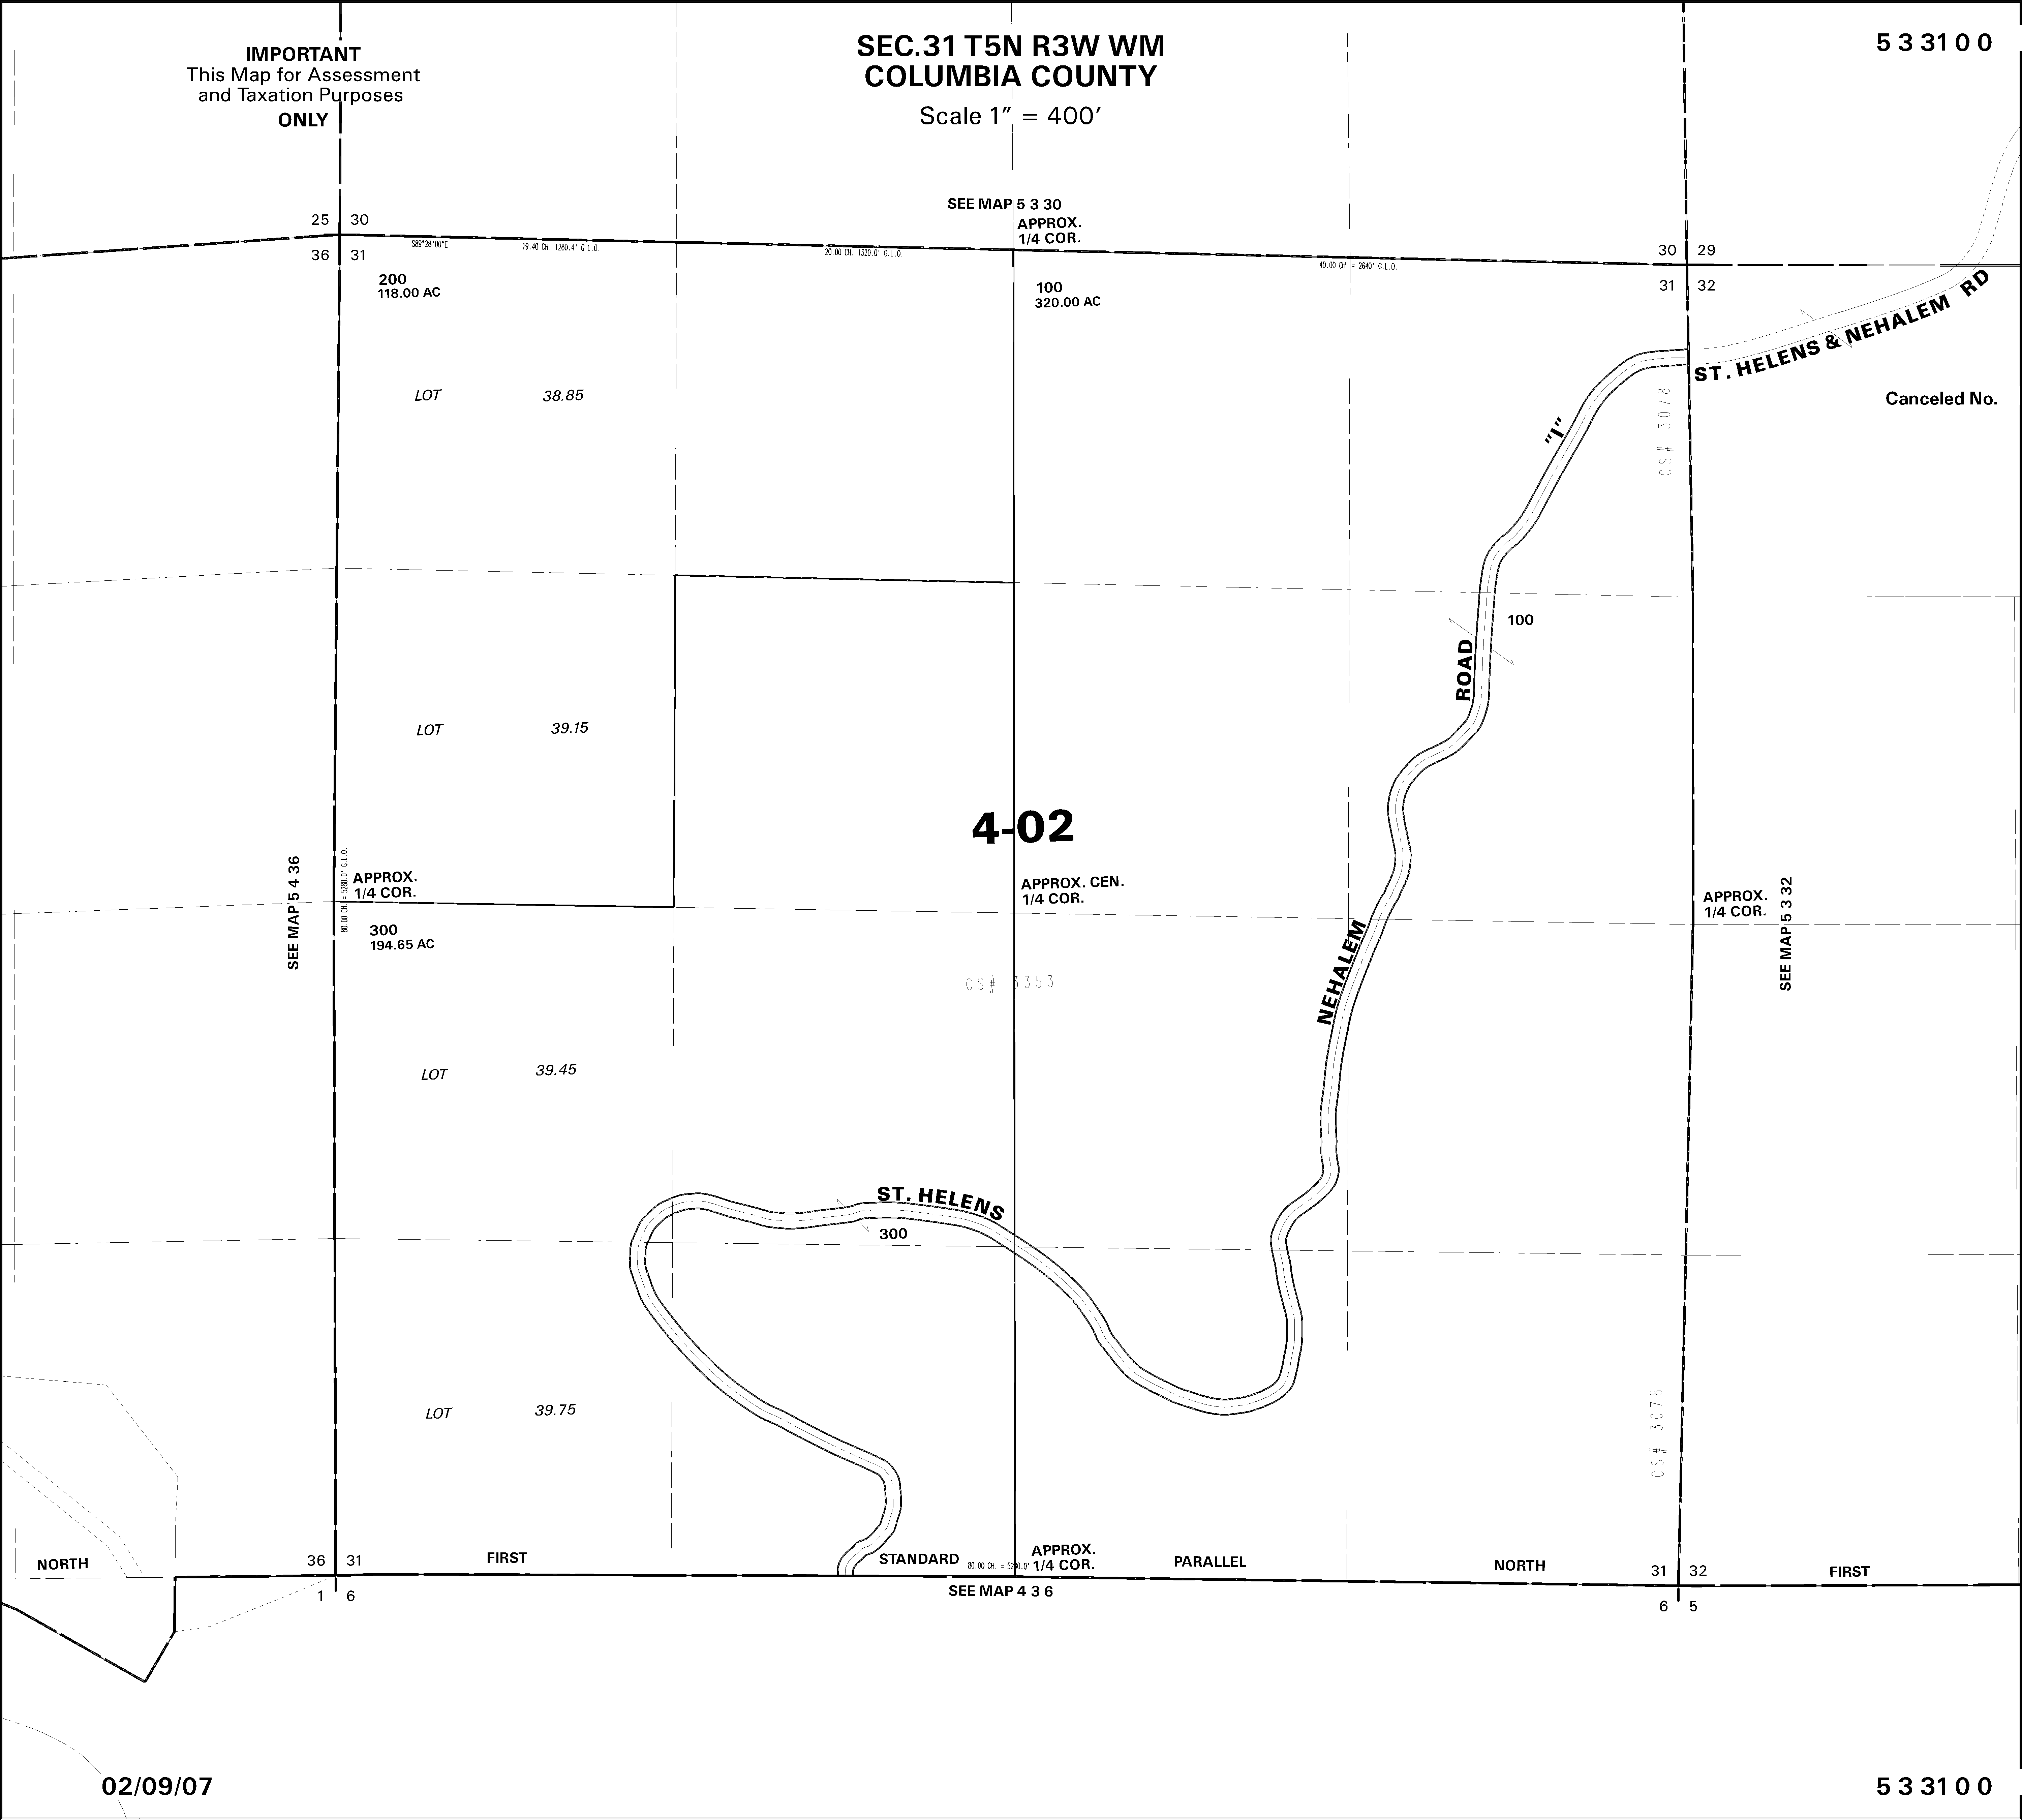 IMPORTANT
This Map for Assessment
and Taxation Purposes
ONLY
SEC.31 T5N R3W WM
COLUMBIA COUNTY
Scale 1" = 400'
5 3 31 0 0
SEE MAP 5 3 30
APPROX.
1/4 COR.
25 30
36 31
S89°28'00"E
19.40 CH. 1280.4' G.L.O.
20.00 CH. 1320.0' G.L.O.
40.00 CH. = 2640' G.L.O.
30 29
31 32
200
118.00 AC
100
320.00 AC
ST. HELENS & NEHALEM RD
Canceled No.
LOT 38.85
CS# 3078
"I"
100
ROAD
LOT 39.15
4-02
SEE MAP 5 4 36
80.00 CH. = 5280.0' G.L.O.
APPROX.
1/4 COR.
APPROX. CEN.
1/4 COR.
APPROX.
1/4 COR.
SEE MAP 5 3 32
300
194.65 AC
NEHALEM
CS# 3353
LOT 39.45
ST. HELENS
300
LOT 39.75
CS# 3078
36 31
1 6
NORTH
FIRST
STANDARD
80.00 CH. = 5280.0'
APPROX.
1/4 COR.
PARALLEL
NORTH
31 32
6 5
FIRST
SEE MAP 4 3 6
02/09/07
5 3 31 0 0